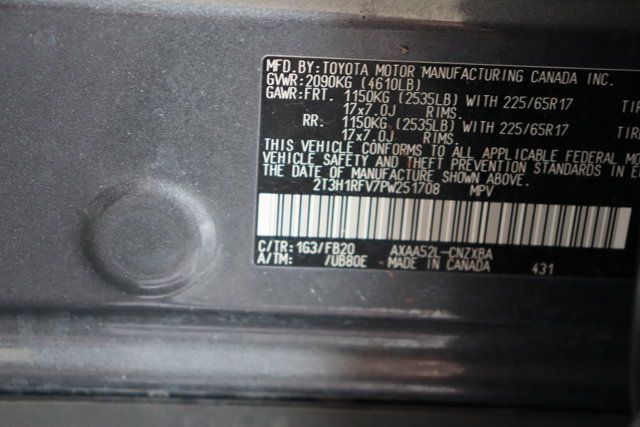 MFD. BY: TOYOTA MOTOR MANUFACTURING CANADA INC.
GVWR: 2090KG (4610LB)
GAWR: FRT. 1150KG (2535LB) WITH 225/65R17 TIR
17x7.0J RIMS.
RR. 1150KG (2535LB) WITH 225/65R17 TIR
17x7.0J RIMS.
THIS VEHICLE CONFORMS TO ALL APPLICABLE FEDERAL MO
VEHICLE SAFETY AND THEFT PREVENTION STANDARDS IN E
THE DATE OF MANUFACTURE SHOWN ABOVE.
2T3H1RFV7PW251708 MPV
C/TR: 1G3/FB20 AXAA52L-CNZXBA
A/TM: /UB80E MADE IN CANADA 431